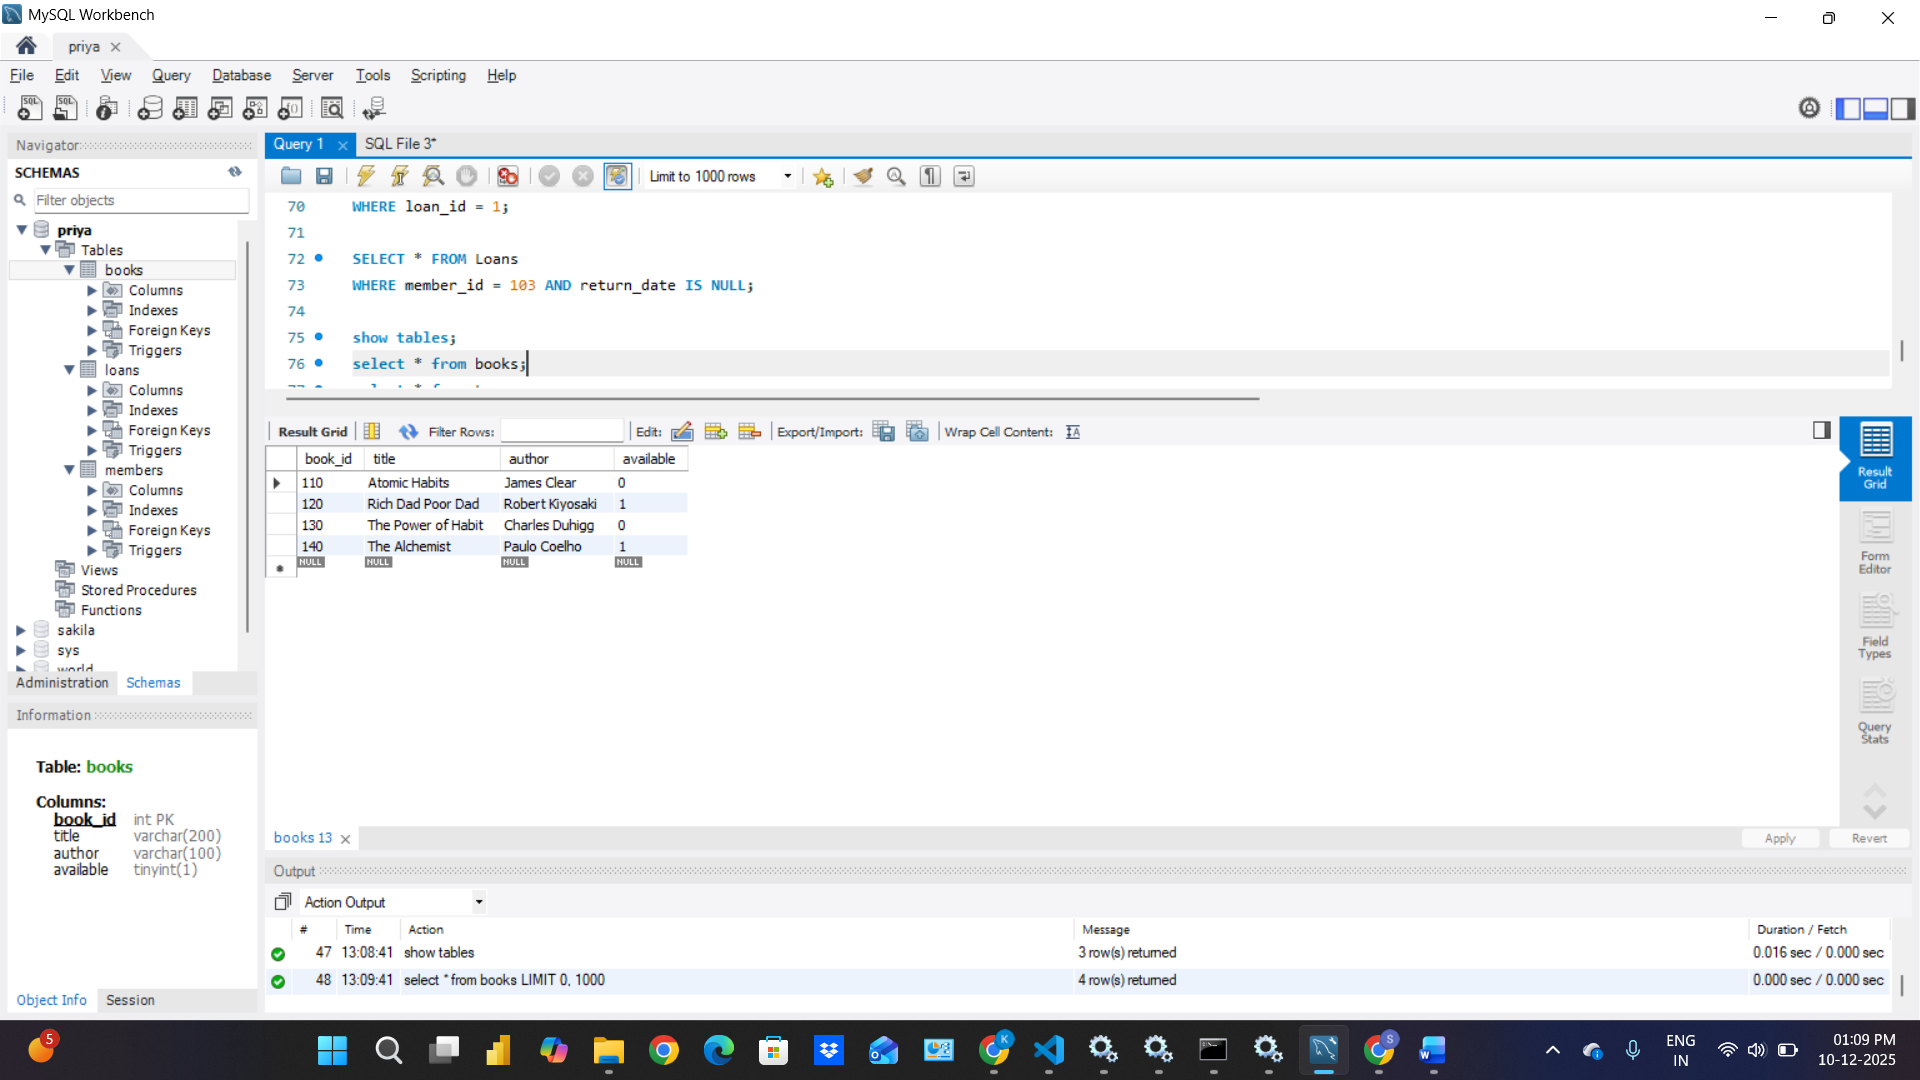 MySQL Workbench
priya
File Edit View Query Database Server Tools Scripting Help
Navigator
SCHEMAS
Filter objects
priya
Tables
books
Columns
Indexes
Foreign Keys
Triggers
loans
Columns
Indexes
Foreign Keys
Triggers
members
Columns
Indexes
Foreign Keys
Triggers
Views
Stored Procedures
Functions
sakila
sys
world
Administration Schemas
Information
Table: books
Columns:
book_id int PK
title varchar(200)
author varchar(100)
available tinyint(1)
Object Info Session
Query 1 SQL File 3*
Limit to 1000 rows
70 WHERE loan_id = 1;
71
72 SELECT * FROM Loans
73 WHERE member_id = 103 AND return_date IS NULL;
74
75 show tables;
76 select * from books;
Result Grid Filter Rows: Edit: Export/Import: Wrap Cell Content:
book_id title author available
110 Atomic Habits James Clear 0
120 Rich Dad Poor Dad Robert Kiyosaki 1
130 The Power of Habit Charles Duhigg 0
140 The Alchemist Paulo Coelho 1
NULL NULL NULL NULL
Result
Grid
Form
Editor
Field
Types
Query
Stats
books 13
Apply Revert
Output
Action Output
# Time Action Message Duration / Fetch
47 13:08:41 show tables 3 row(s) returned 0.016 sec / 0.000 sec
48 13:09:41 select * from books LIMIT 0, 1000 4 row(s) returned 0.000 sec / 0.000 sec
5
K
S
ENG
IN
01:09 PM
10-12-2025